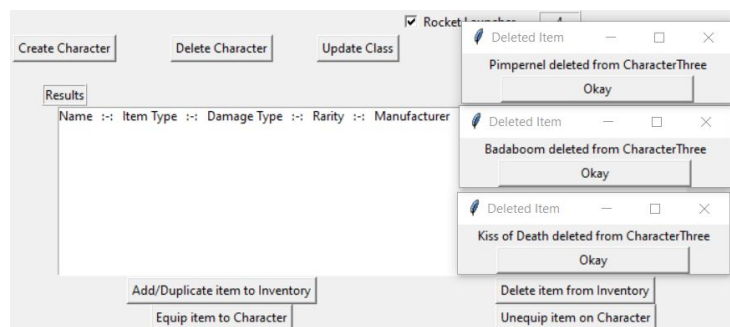 Rocket Launcher 4
Create Character Delete Character Update Class
Deleted Item
Pimpernel deleted from CharacterThree
Okay
Results
Name :-: Item Type :-: Damage Type :-: Rarity :-: Manufacturer
Deleted Item
Badaboom deleted from CharacterThree
Okay
Deleted Item
Kiss of Death deleted from CharacterThree
Okay
Add/Duplicate item to Inventory Delete item from Inventory
Equip item to Character Unequip item on Character